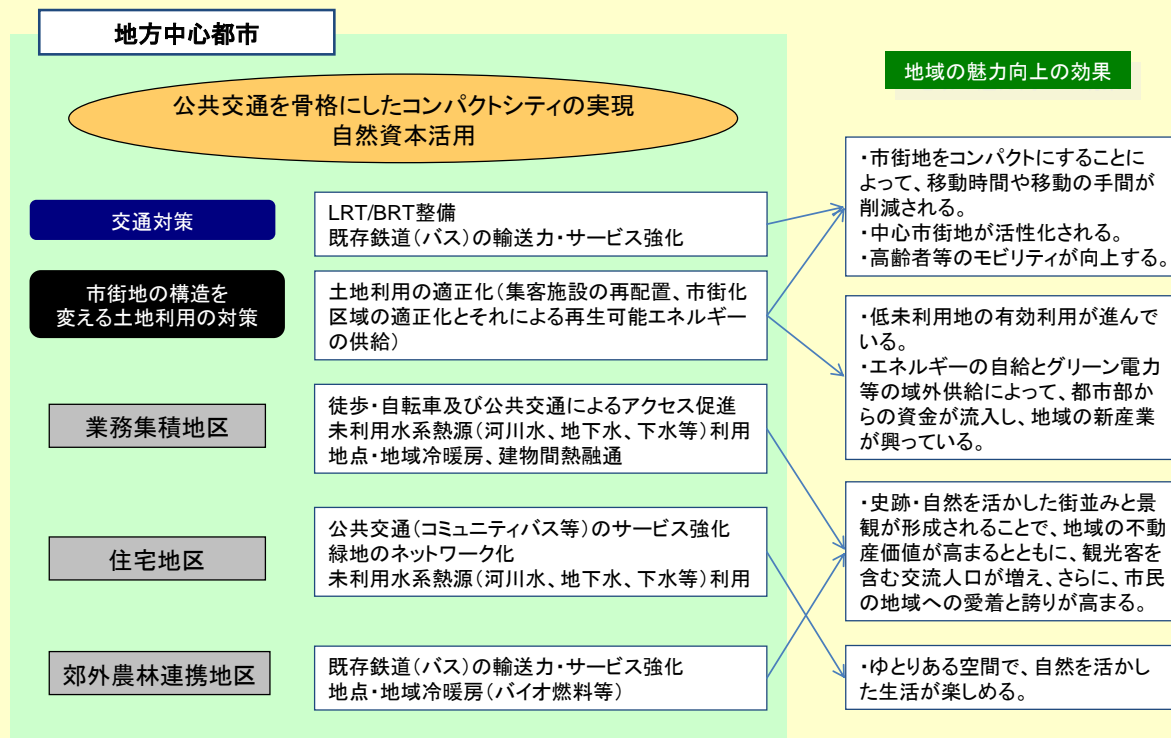 地方中心都市
公共交通を骨格にしたコンパクトシティの実現
自然資本活用
交通対策
LRT/BRT整備
既存鉄道（バス）の輸送力・サービス強化
市街地の構造を
変える土地利用の対策
土地利用の適正化（集客施設の再配置、市街化
区域の適正化とそれによる再生可能エネルギー
の供給）
業務集積地区
徒歩・自転車及び公共交通によるアクセス促進
未利用水系熱源（河川水、地下水、下水等）利用
地点・地域冷暖房、建物間熱融通
住宅地区
公共交通（コミュニティバス等）のサービス強化
緑地のネットワーク化
未利用水系熱源（河川水、地下水、下水等）利用
郊外農林連携地区
既存鉄道（バス）の輸送力・サービス強化
地点・地域冷暖房（バイオ燃料等）
地域の魅力向上の効果
・市街地をコンパクトにすることに
よって、移動時間や移動の手間が
削減される。
・中心市街地が活性化される。
・高齢者等のモビリティが向上する。
・低未利用地の有効利用が進んで
いる。
・エネルギーの自給とグリーン電力
等の域外供給によって、都市部か
らの資金が流入し、地域の新産業
が興っている。
・史跡・自然を活かした街並みと景
観が形成されることで、地域の不動
産価値が高まるとともに、観光客を
含む交流人口が増え、さらに、市民
の地域への愛着と誇りが高まる。
・ゆとりある空間で、自然を活かし
た生活が楽しめる。